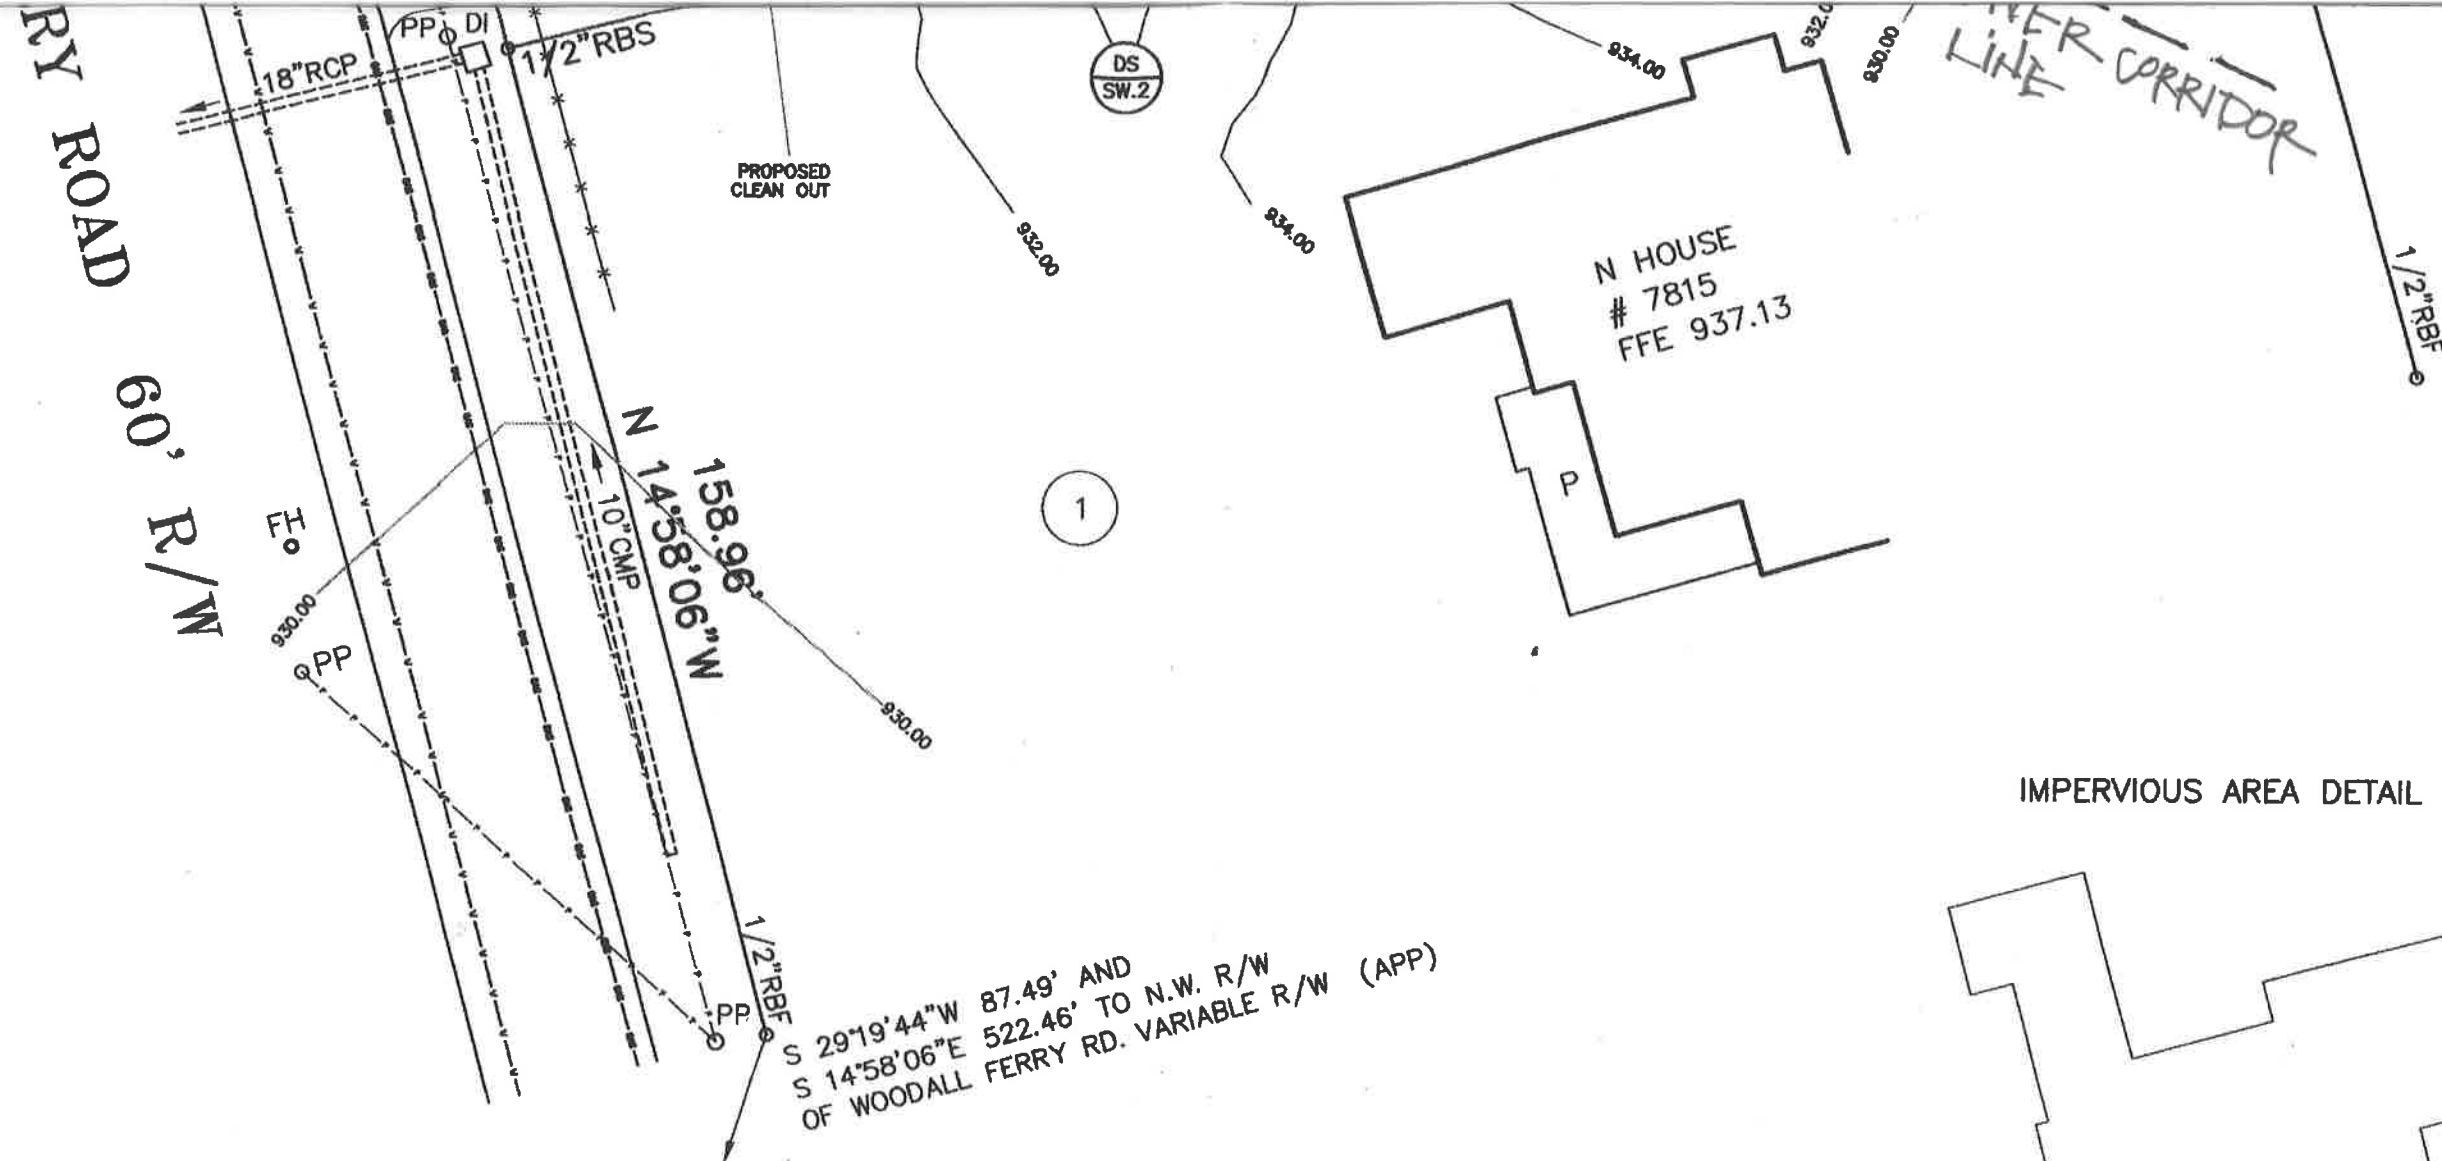 RY ROAD 60' R/W
PP
DI
1/2"RBS
18"RCP
DS
SW.2
PROPOSED
CLEAN OUT
932.00
934.00
934.00
930.00
LINE
CORRIDOR
N HOUSE
# 7815
FFE 937.13
1/2"RBF
P
1
158.96'
N 14°58'06"W
10"CMP
FH
930.00
PP
930.00
IMPERVIOUS AREA DETAIL
1/2"RBF
PP
S 29°19'44"W 87.49' AND
S 14°58'06"E 522.46' TO N.W. R/W
OF WOODALL FERRY RD. VARIABLE R/W (APP)